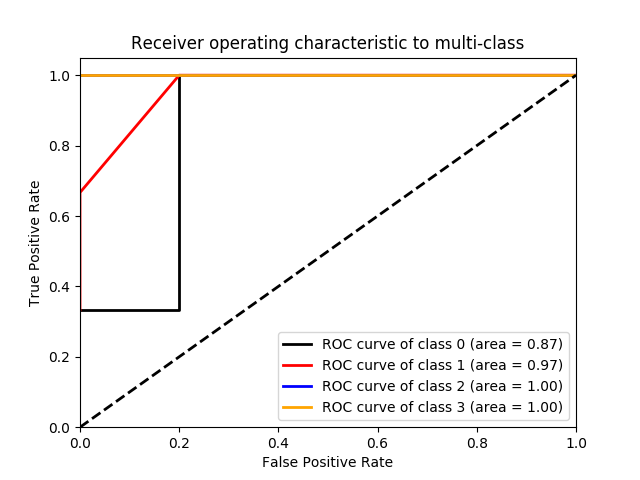 Receiver operating characteristic to multi-class
True Positive Rate
1.0
0.8
0.6
0.4
0.2
0.0
ROC curve of class 0 (area = 0.87)
ROC curve of class 1 (area = 0.97)
ROC curve of class 2 (area = 1.00)
ROC curve of class 3 (area = 1.00)
0.0 0.2 0.4 0.6 0.8 1.0
False Positive Rate